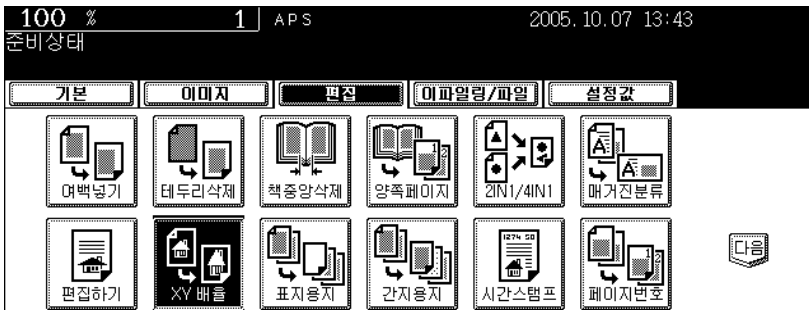 100 % 1 APS 2005.10.07 13:43
준비상태
기본 이미지 편집 이파일링/파일 설정값
여백넣기 테두리삭제 책중앙삭제 양쪽페이지 2IN1/4IN1 매거진분류
다음
편집하기 XY 배율 표지용지 간지용지 시간스탬프 페이지번호